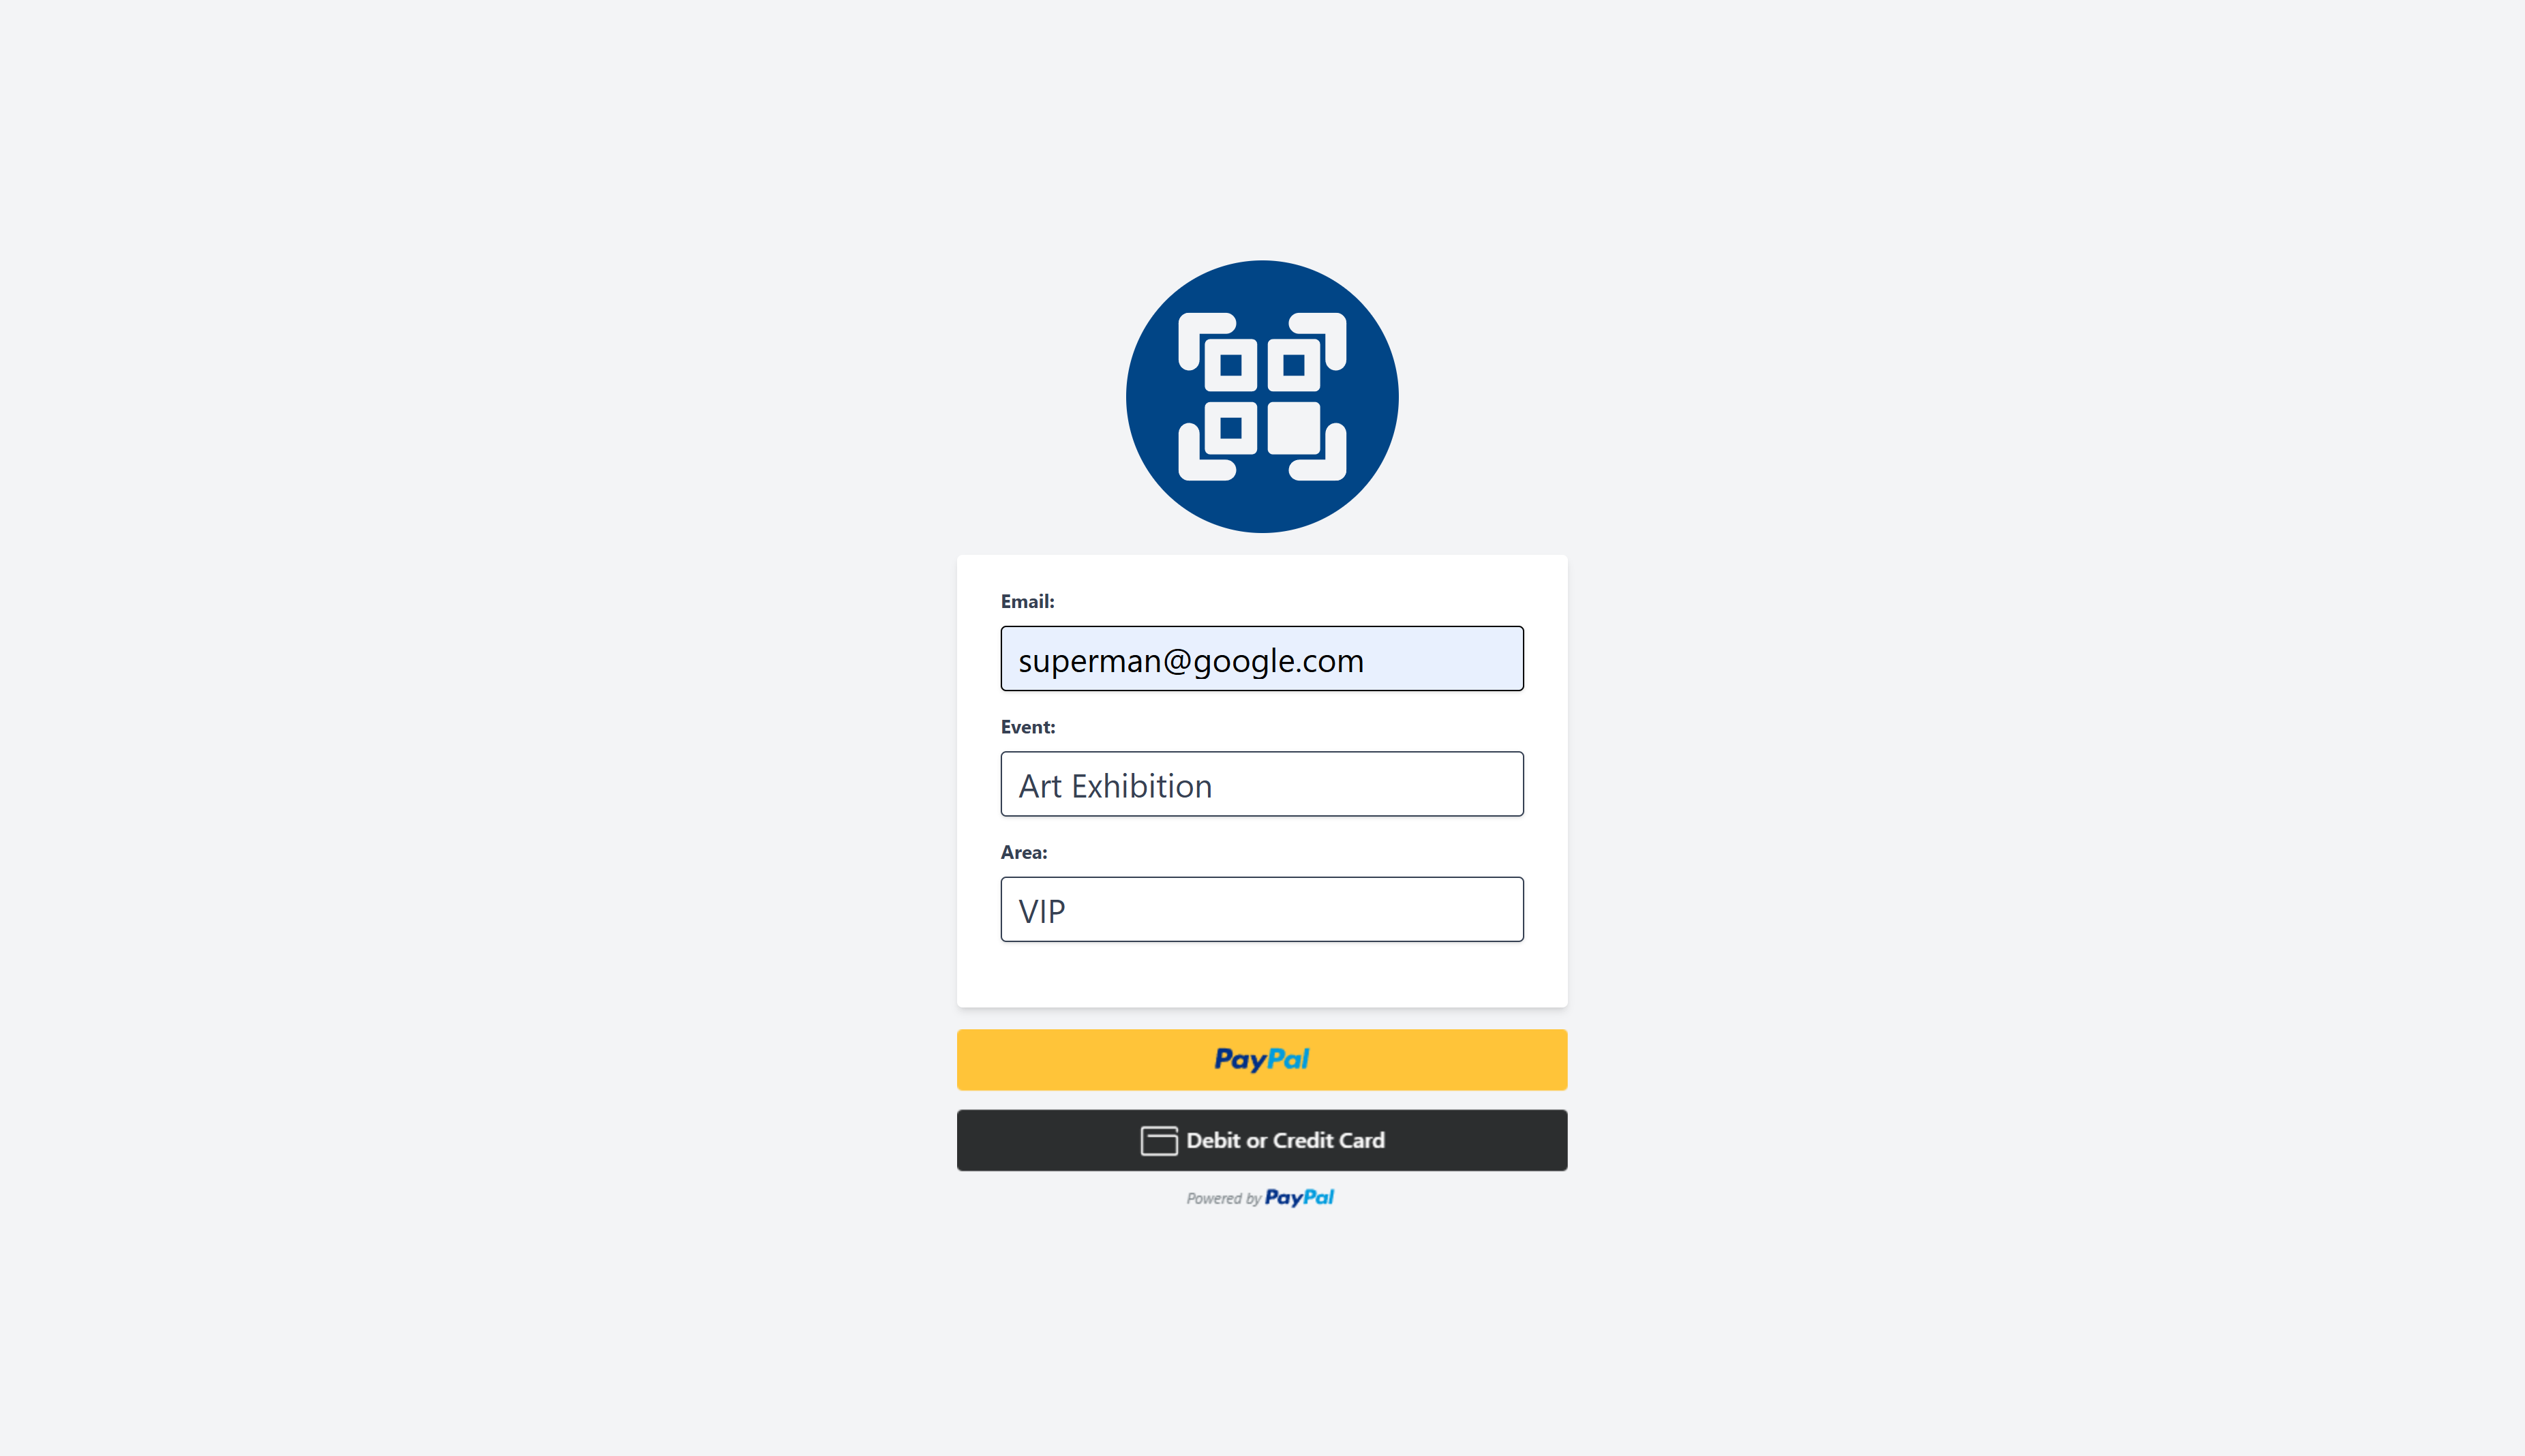 Email:
superman@google.com
Event:
Art Exhibition
Area:
VIP
PayPal
Debit or Credit Card
Powered by PayPal